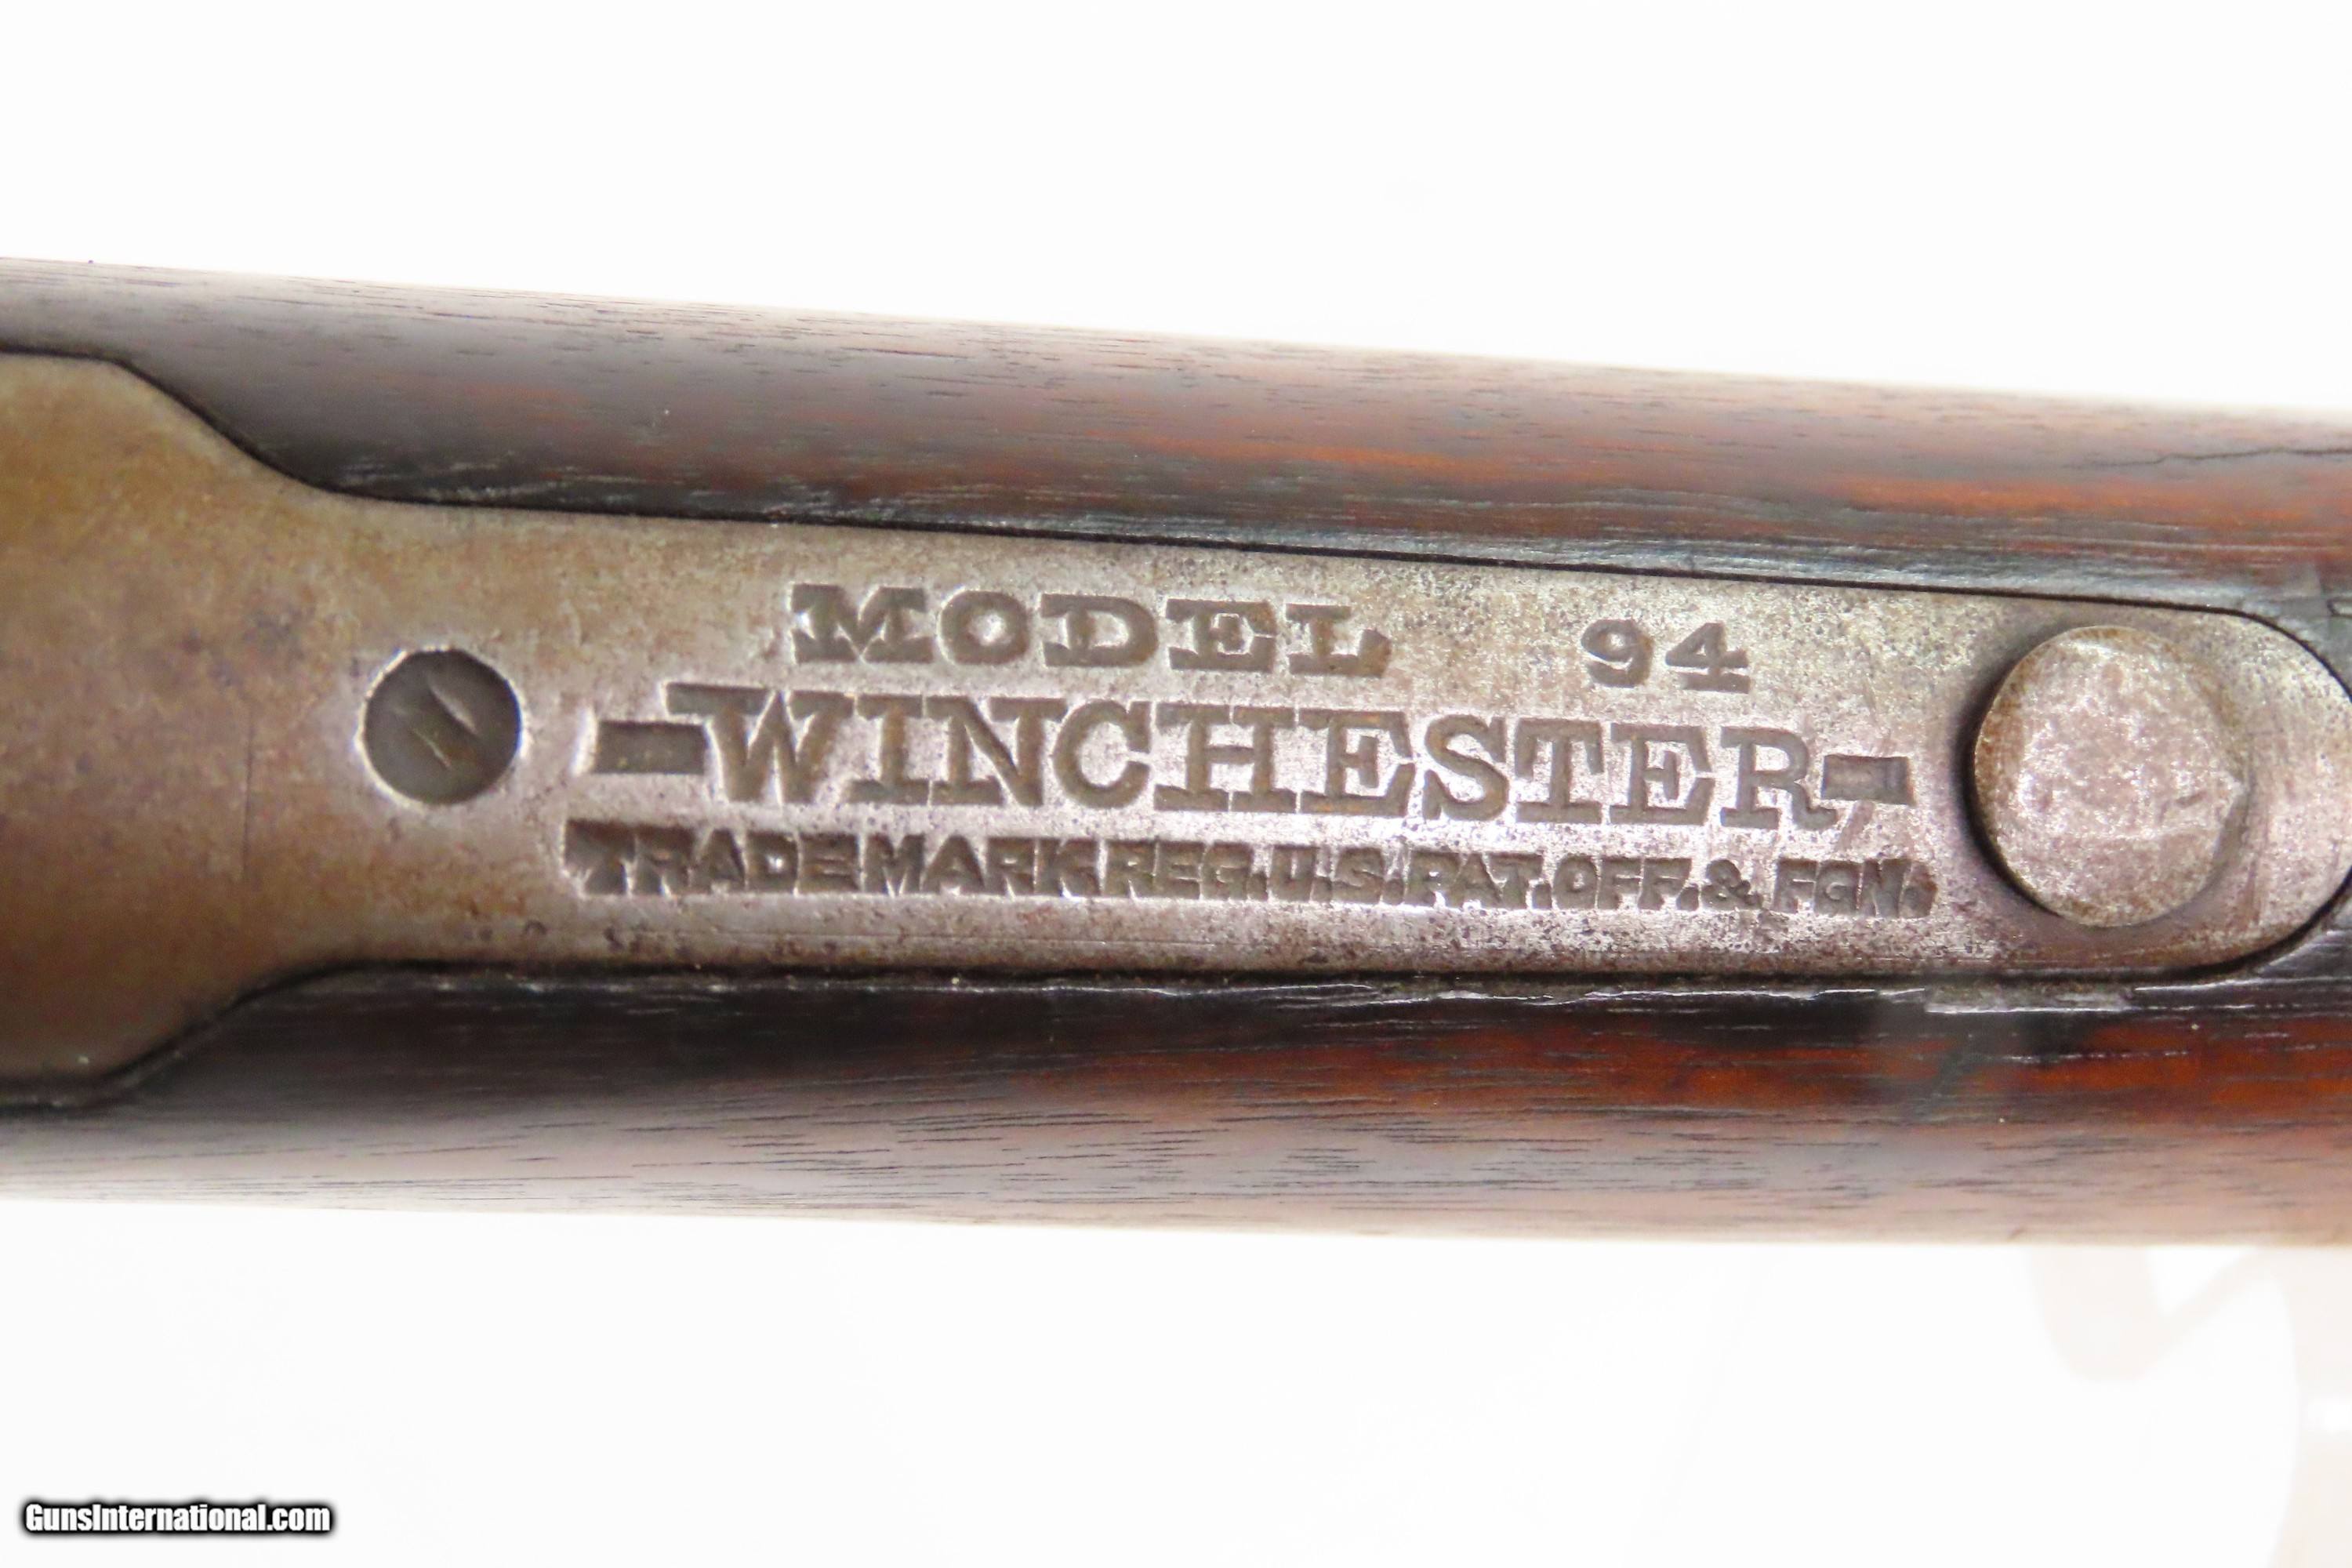 MODEL 94
-WINCHESTER-
TRADE MARK REG. U.S. PAT. OFF. & FGN.
GunsInternational.com